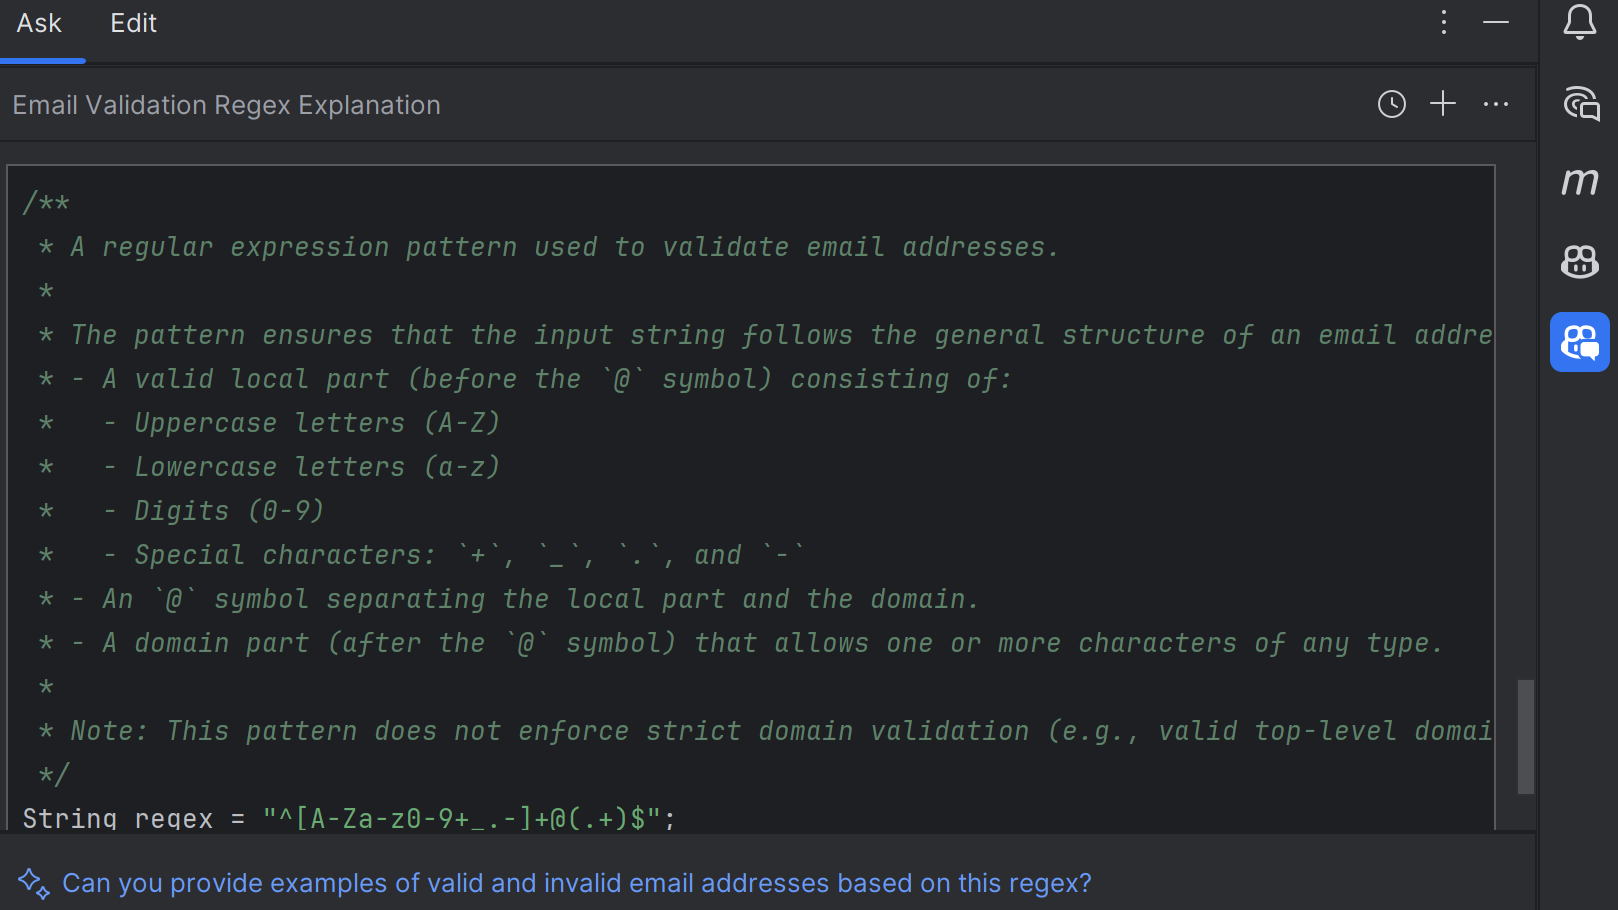 Ask Edit
Email Validation Regex Explanation
/**
* A regular expression pattern used to validate email addresses.
*
* The pattern ensures that the input string follows the general structure of an email addre
* - A valid local part (before the `@` symbol) consisting of:
*   - Uppercase letters (A-Z)
*   - Lowercase letters (a-z)
*   - Digits (0-9)
*   - Special characters: `+`, `_`, `.`, and `-`
* - An `@` symbol separating the local part and the domain.
* - A domain part (after the `@` symbol) that allows one or more characters of any type.
*
* Note: This pattern does not enforce strict domain validation (e.g., valid top-level domai
*/
String regex = "^[A-Za-z0-9+_.-]+@(.+)$";
Can you provide examples of valid and invalid email addresses based on this regex?
m